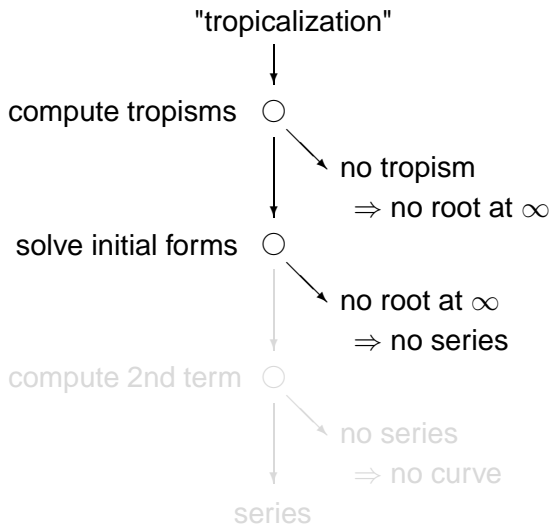 "tropicalization"
compute tropisms
no tropism
⇒ no root at ∞
solve initial forms
no root at ∞
⇒ no series
compute 2nd term
no series
⇒ no curve
series